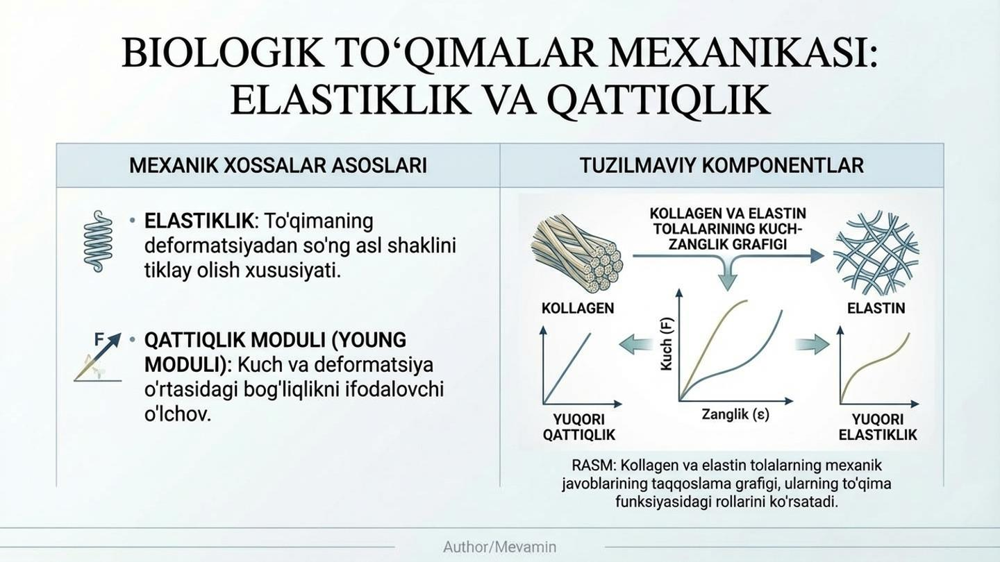 BIOLOGIK TO‘QIMALAR MEXANIKASI:
ELASTIKLIK VA QATTIQLIK
MEXANIK XOSSALAR ASOSLARI
• ELASTIKLIK: To'qimaning
deformatsiyadan so'ng asl shaklini
tiklay olish xususiyati.
F
• QATTIQLIK MODULI (YOUNG
MODULI): Kuch va deformatsiya
o'rtasidagi bog'liqlikni ifodalovchi
o'lchov.
TUZILMAVIY KOMPONENTLAR
KOLLAGEN VA ELASTIN
TOLALARINING KUCH-
ZANGLIK GRAFIGI
KOLLAGEN
ELASTIN
Kuch (F)
Zanglik (ε)
YUQORI
QATTIQLIK
YUQORI
ELASTIKLIK
RASM: Kollagen va elastin tolalarning mexanik
javoblarining taqqoslama grafigi, ularning to'qima
funksiyasidagi rollarini ko'rsatadi.
Author/Mevamin